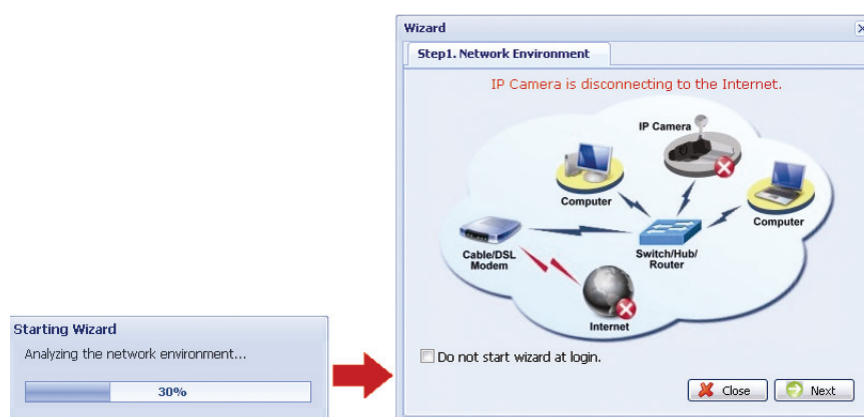 Starting Wizard
Analyzing the network environment...
30%
Wizard
Step1. Network Environment
IP Camera is disconnecting to the Internet.
IP Camera
Computer
Computer
Cable/DSL
Modem
Switch/Hub/
Router
Internet
Do not start wizard at login.
Close
Next